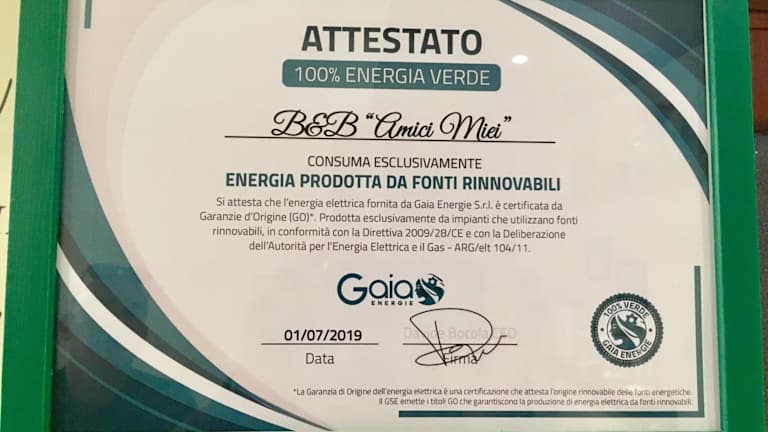 ATTESTATO
100% ENERGIA VERDE
B&B "Amici Miei"
CONSUMA ESCLUSIVAMENTE
ENERGIA PRODOTTA DA FONTI RINNOVABILI
Si attesta che l'energia elettrica fornita da Gaia Energie S.r.l. è certificata da
Garanzie d'Origine (GO)*. Prodotta esclusivamente da impianti che utilizzano fonti
rinnovabili, in conformità con la Direttiva 2009/28/CE e con la Deliberazione
dell'Autorità per l'Energia Elettrica e il Gas - ARG/elt 104/11.
Gaia
ENERGIE
01/07/2019
Data
Davide Bocola CEO
Firma
100% VERDE
GAIA ENERGIE
*La Garanzia di Origine dell'energia elettrica è una certificazione che attesta l'origine rinnovabile delle fonti energetiche.
Il GSE emette i titoli GO che garantiscono la produzione di energia elettrica da fonti rinnovabili.